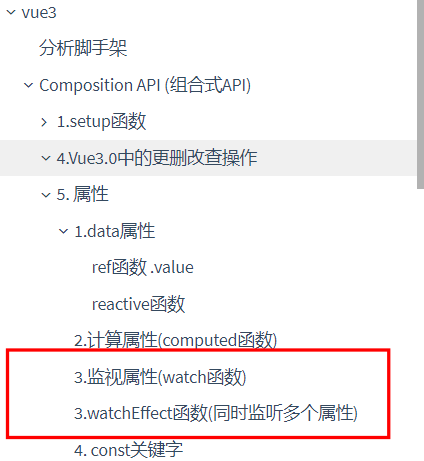 vue3
分析脚手架
Composition API (组合式API)
1.setup函数
4.Vue3.0中的更删改查操作
5. 属性
1.data属性
ref函数 .value
reactive函数
2.计算属性(computed函数)
3.监视属性(watch函数)
3.watchEffect函数(同时监听多个属性)
4. const关键字